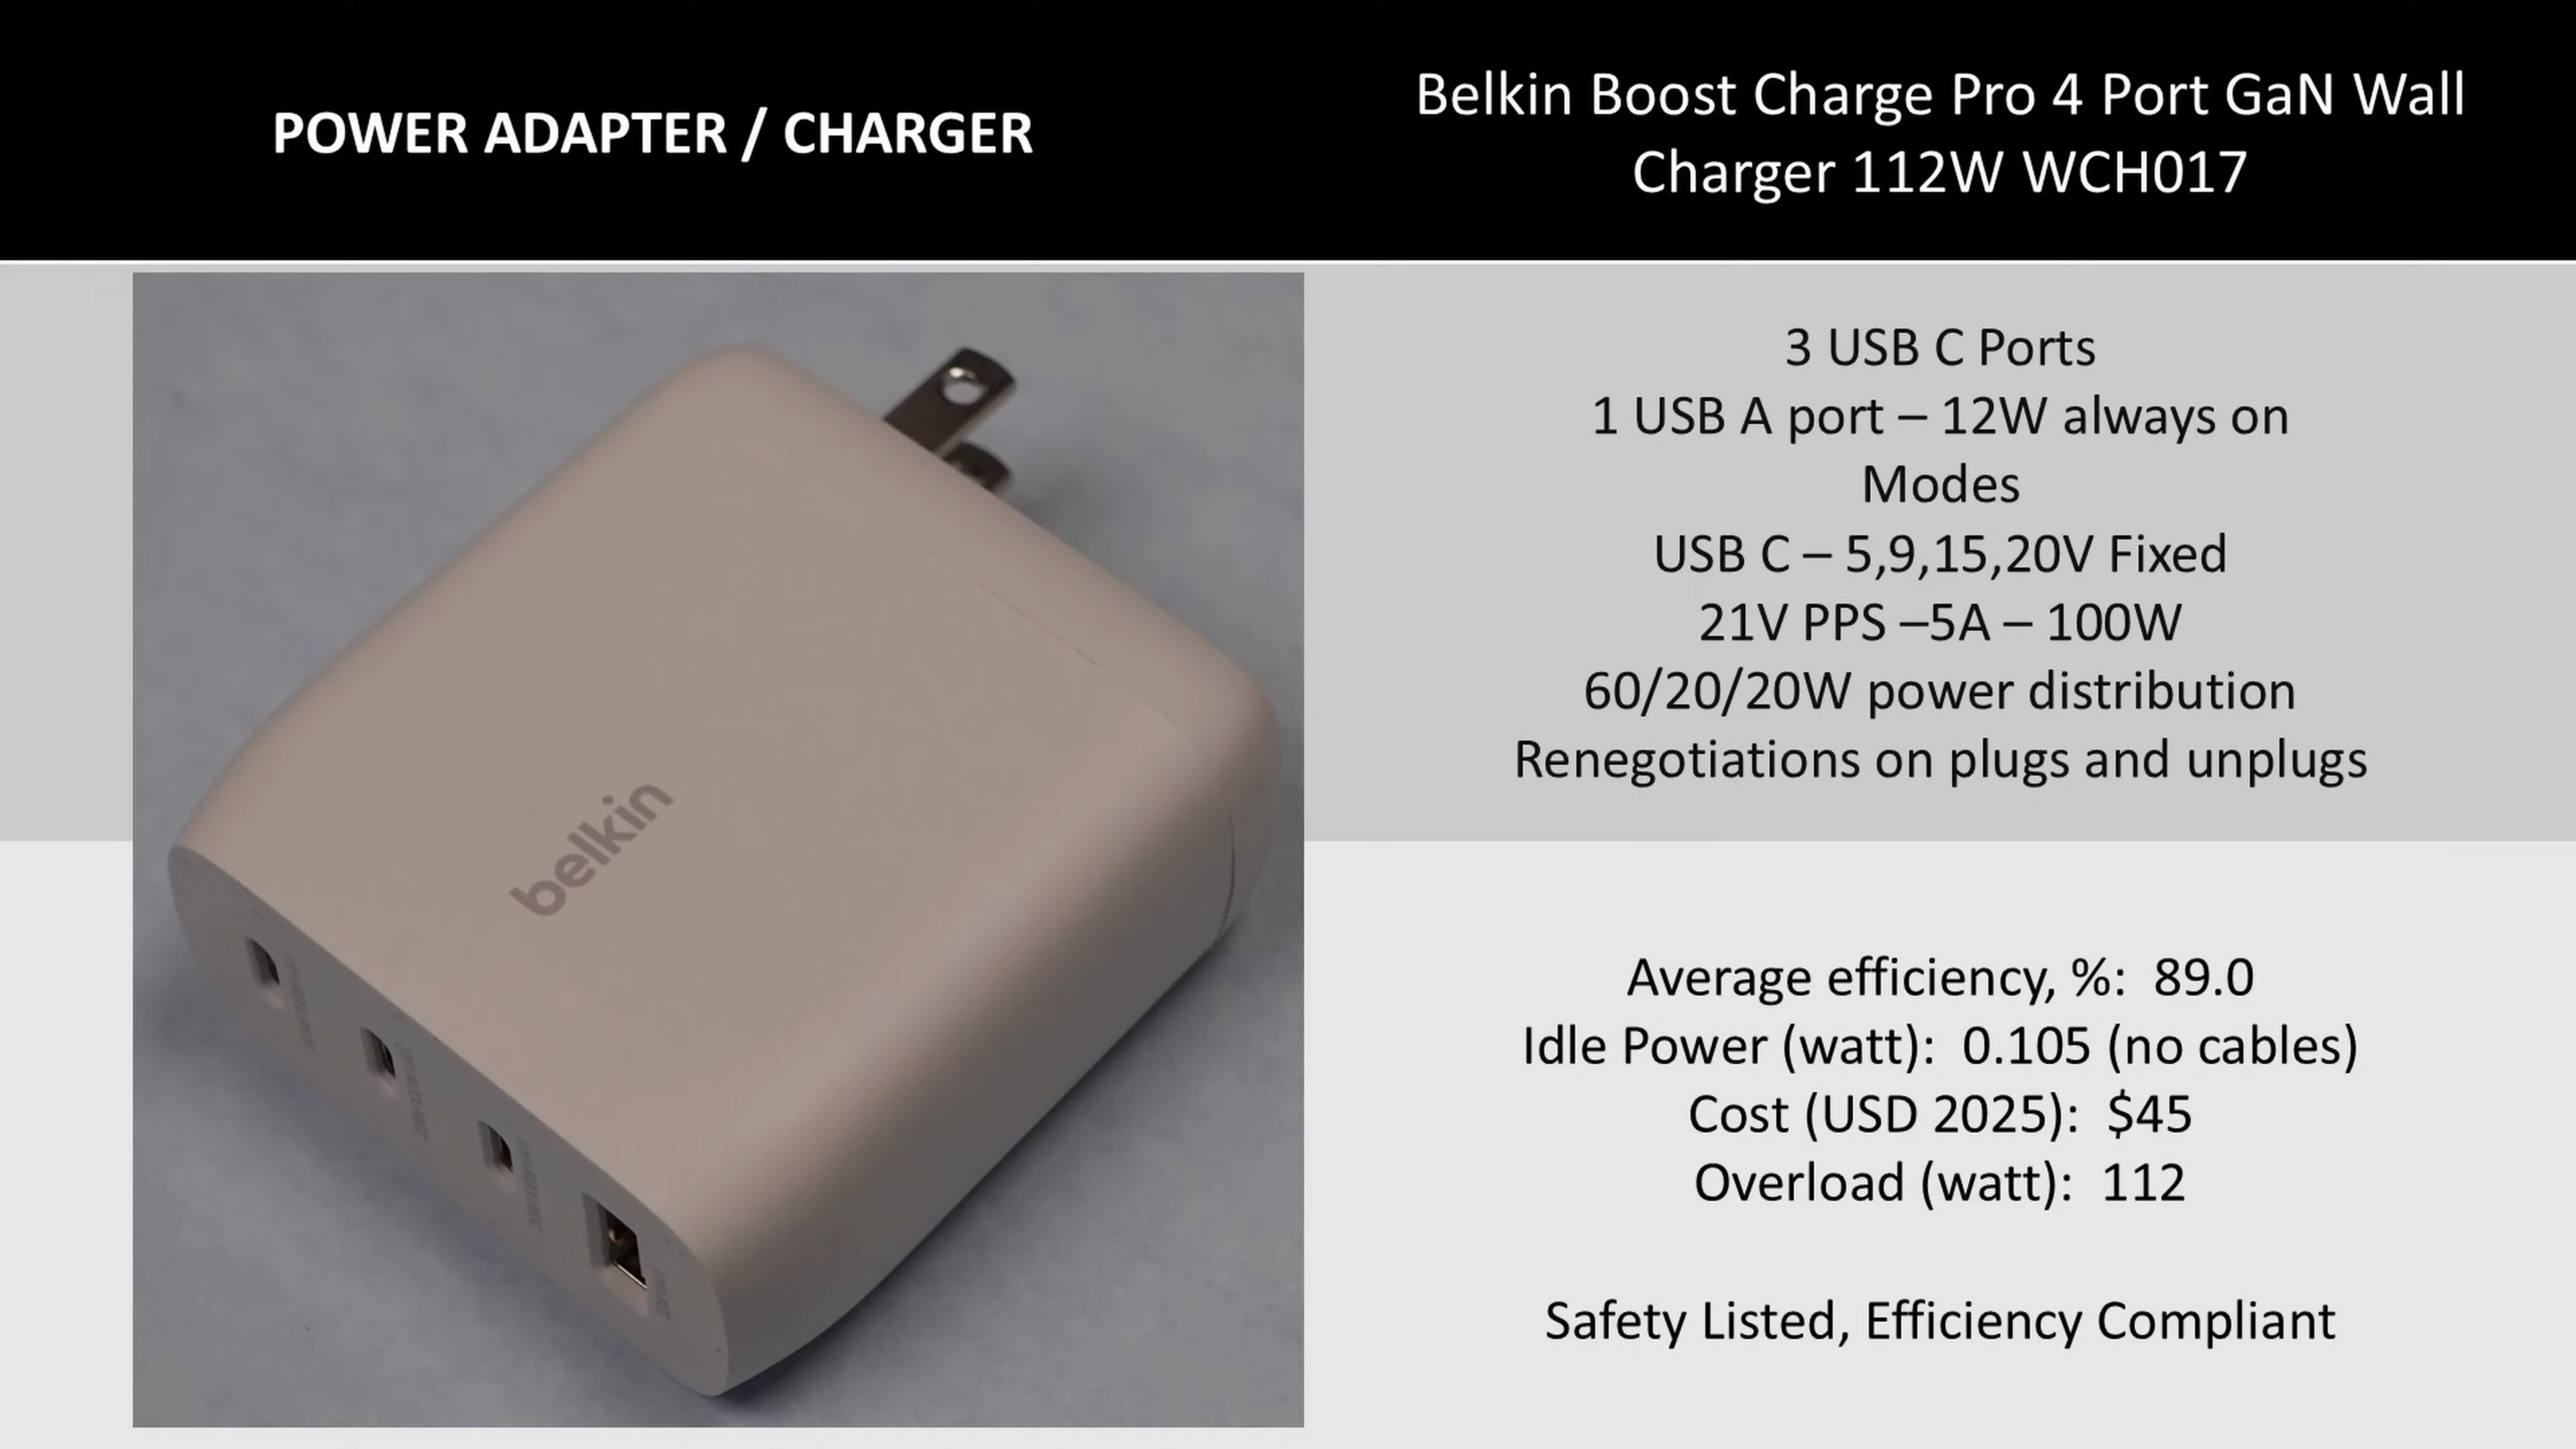 POWER ADAPTER / CHARGER
Belkin Boost Charge Pro 4 Port GaN Wall
Charger 112W WCH017
3 USB C Ports
1 USB A port – 12W always on
Modes
USB C – 5,9,15,20V Fixed
21V PPS –5A – 100W
60/20/20W power distribution
Renegotiations on plugs and unplugs
belkin
Average efficiency, %: 89.0
Idle Power (watt): 0.105 (no cables)
Cost (USD 2025): $45
Overload (watt): 112
Safety Listed, Efficiency Compliant